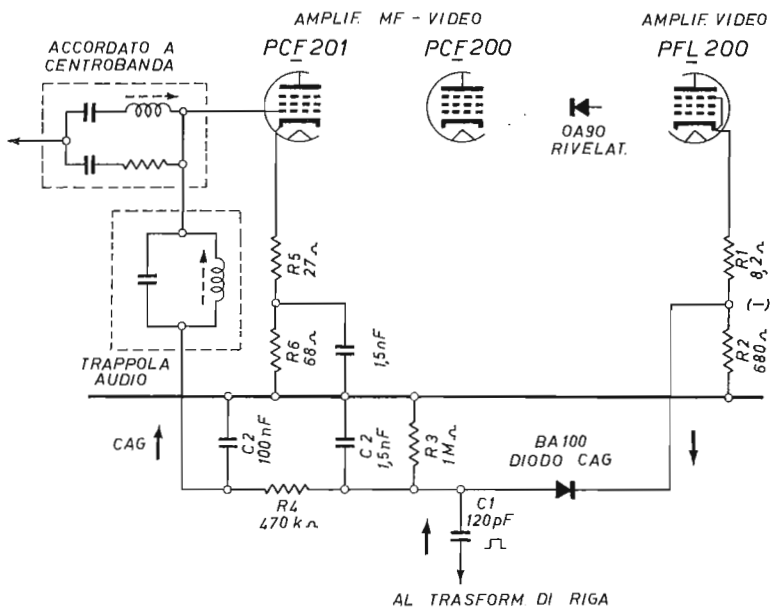 AMPLIF. MF - VIDEO
AMPLIF. VIDEO
PCF 201
PCF 200
PFL 200
ACCORDATO A
CENTROBANDA
OA90
RIVELAT.
R5
27Ω
R1
8,2Ω
(-)
R6
68Ω
1,5nF
R2
680Ω
TRAPPOLA
AUDIO
CAG
C2
100nF
C2
1,5nF
R3
1MΩ
BA100
DIODO CAG
R4
470kΩ
C1
120pF
AL TRASFORM. DI RIGA